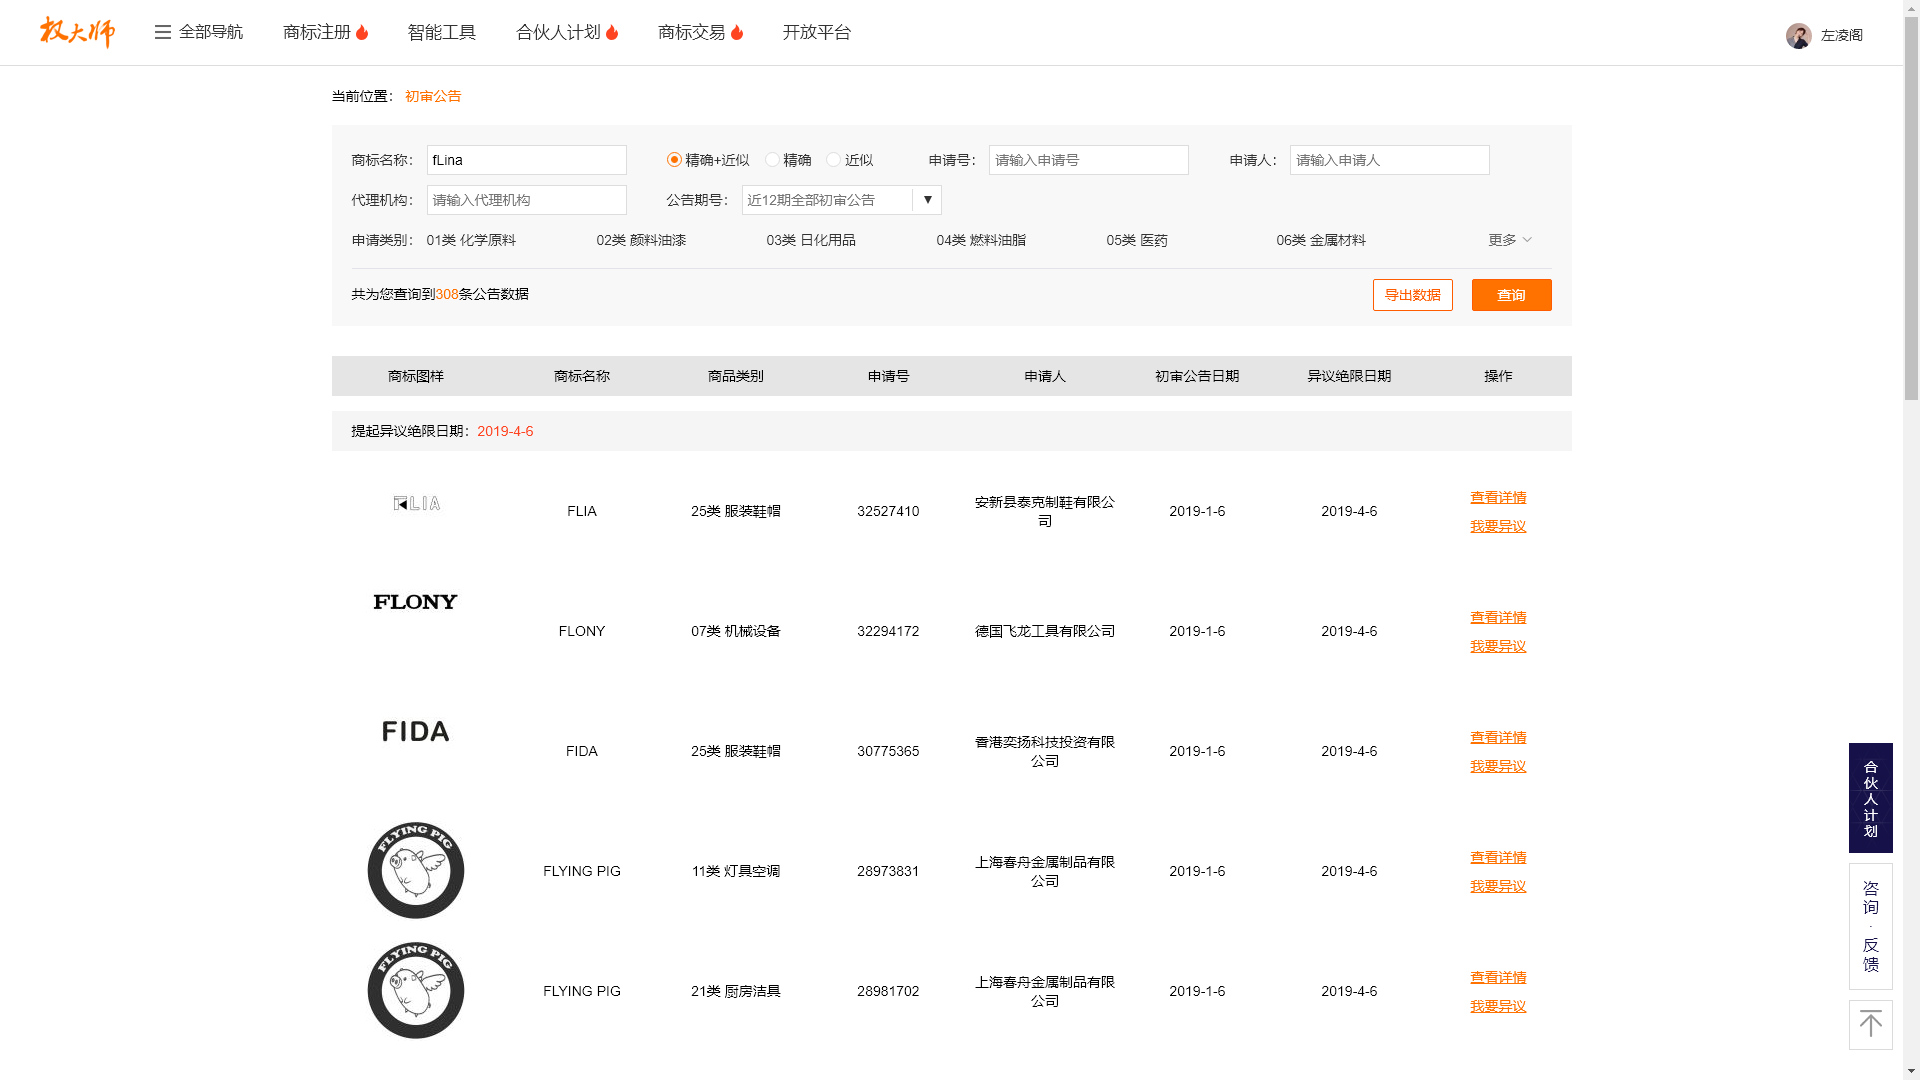 权大师 全部导航 商标注册 智能工具 合伙人计划 商标交易 开放平台 左凌阁
当前位置： 初审公告
商标名称： fLina 精确+近似 精确 近似 申请号： 请输入申请号 申请人： 请输入申请人
代理机构： 请输入代理机构 公告期号： 近12期全部初审公告 ▼
申请类别： 01类 化学原料 02类 颜料油漆 03类 日化用品 04类 燃料油脂 05类 医药 06类 金属材料 更多
共为您查询到308条公告数据 导出数据 查询
商标图样 商标名称 商品类别 申请号 申请人 初审公告日期 异议绝限日期 操作
提起异议绝限日期：2019-4-6
FLIA FLIA 25类 服装鞋帽 32527410 安新县泰克制鞋有限公司 2019-1-6 2019-4-6 查看详情
我要异议
FLONY FLONY 07类 机械设备 32294172 德国飞龙工具有限公司 2019-1-6 2019-4-6 查看详情
我要异议
FIDA FIDA 25类 服装鞋帽 30775365 香港奕扬科技投资有限公司 2019-1-6 2019-4-6 查看详情
我要异议
FLYING PIG FLYING PIG 11类 灯具空调 28973831 上海春舟金属制品有限公司 2019-1-6 2019-4-6 查看详情
我要异议
FLYING PIG FLYING PIG 21类 厨房洁具 28981702 上海春舟金属制品有限公司 2019-1-6 2019-4-6 查看详情
我要异议
合伙人计划
咨询·反馈